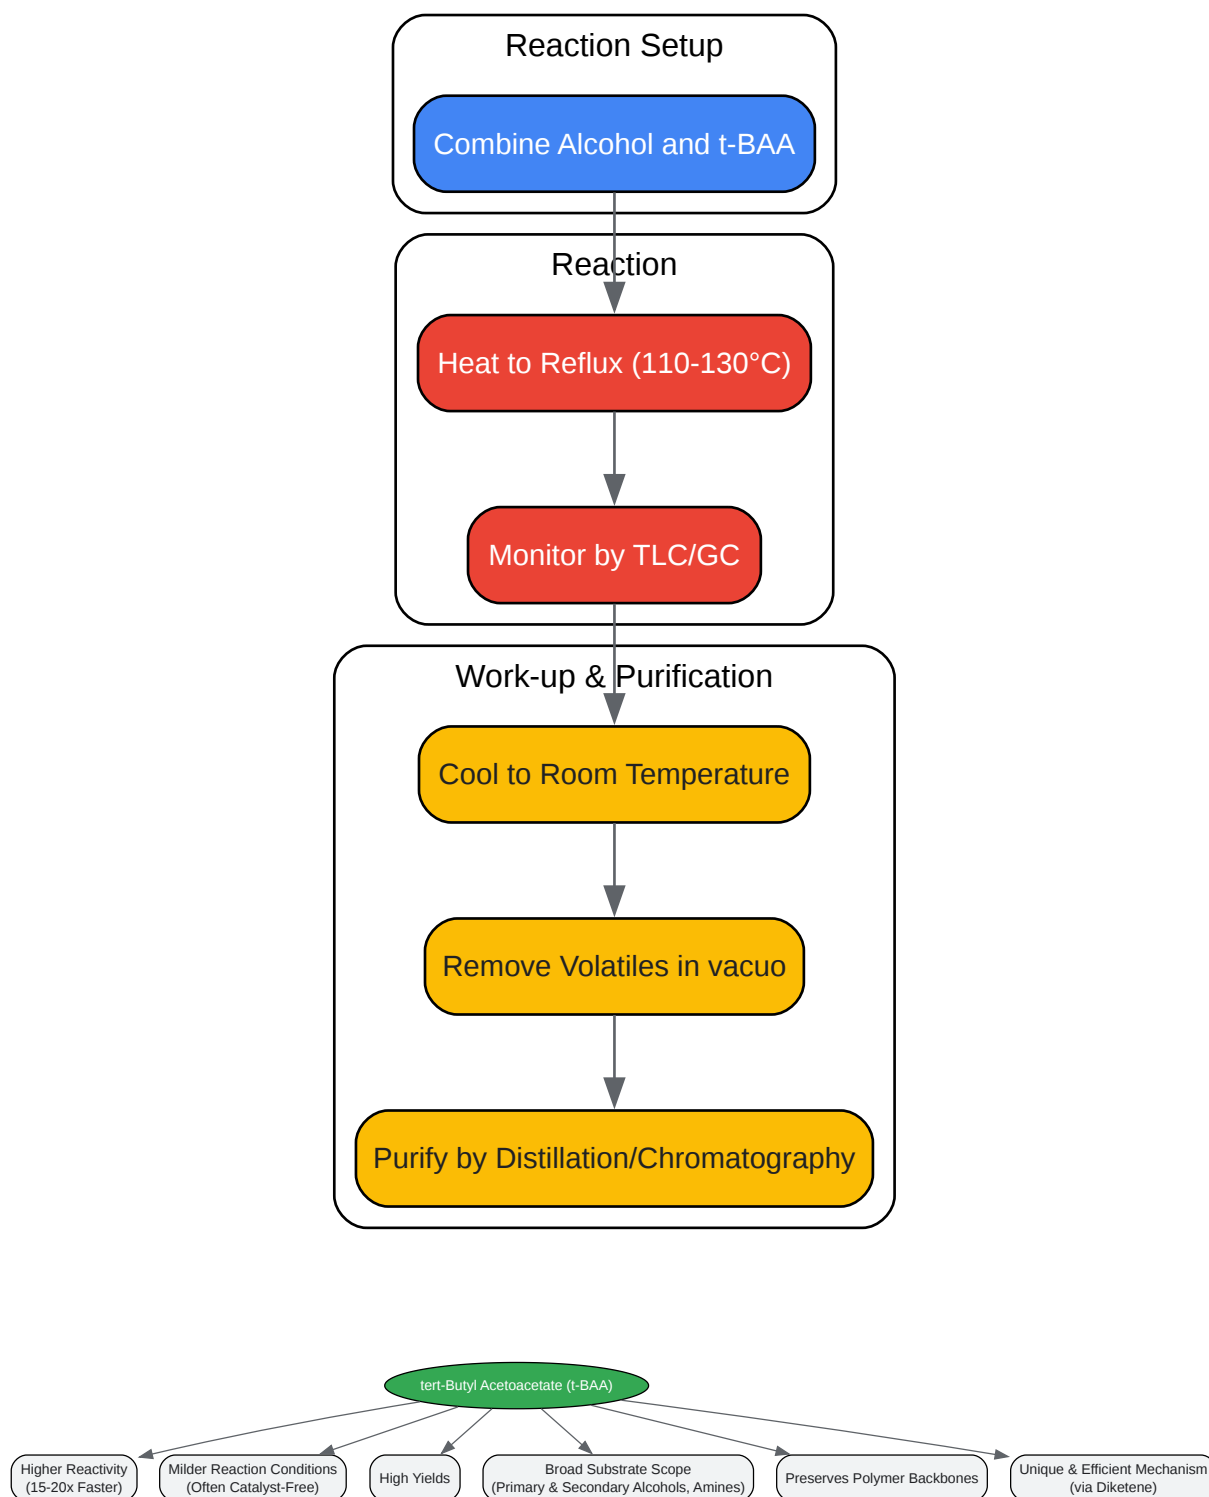 Reaction Setup
Combine Alcohol and t-BAA
Reaction
Heat to Reflux (110-130°C)
Monitor by TLC/GC
Work-up & Purification
Cool to Room Temperature
Remove Volatiles in vacuo
Purify by Distillation/Chromatography
tert-Butyl Acetoacetate (t-BAA)
Higher Reactivity
(15-20x Faster)
Milder Reaction Conditions
(Often Catalyst-Free)
High Yields
Broad Substrate Scope
(Primary & Secondary Alcohols, Amines)
Preserves Polymer Backbones
Unique & Efficient Mechanism
(via Diketene)